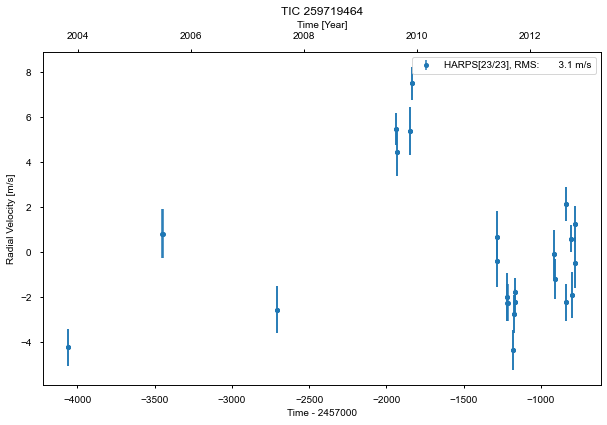 TIC 259719464
Time [Year]
2004 2006 2008 2010 2012
HARPS[23/23], RMS: 3.1 m/s
8
6
4
2
0
−2
−4
Radial Velocity [m/s]
−4000 −3500 −3000 −2500 −2000 −1500 −1000
Time - 2457000